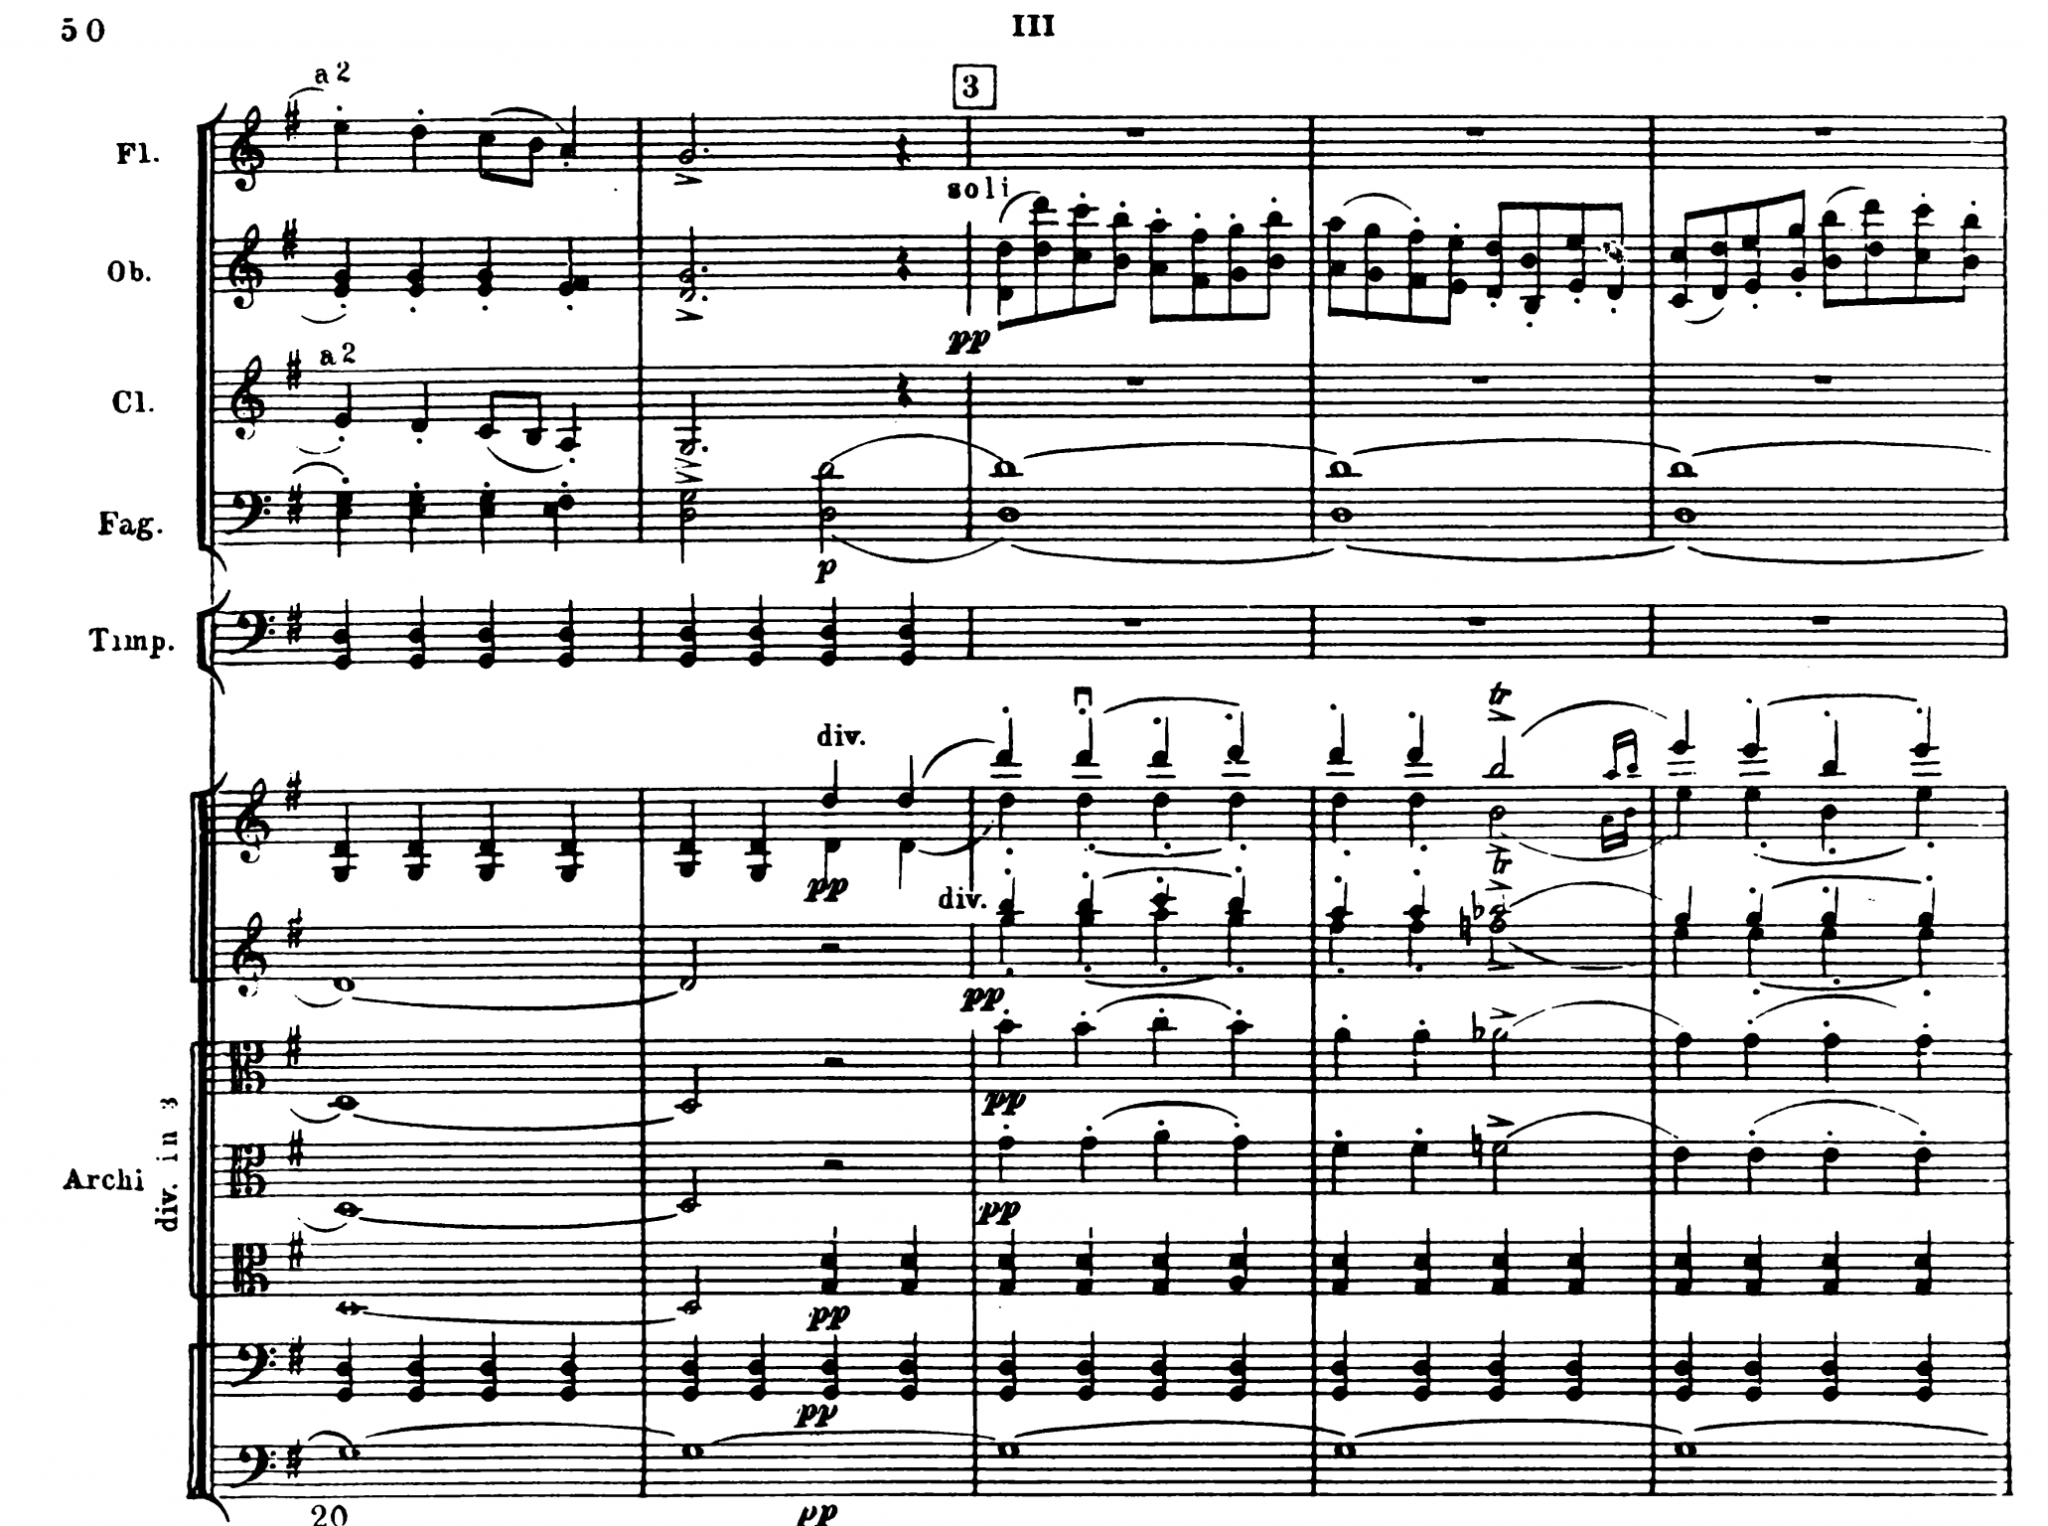 50 III
a 2
3
Fl.
soli
Ob.
pp
a 2
Cl.
Fag.
p
Timp.
tr
div.
pp
tr
div.
pp
pp
Archi
div. in 3
pp
pp
pp
20 pp